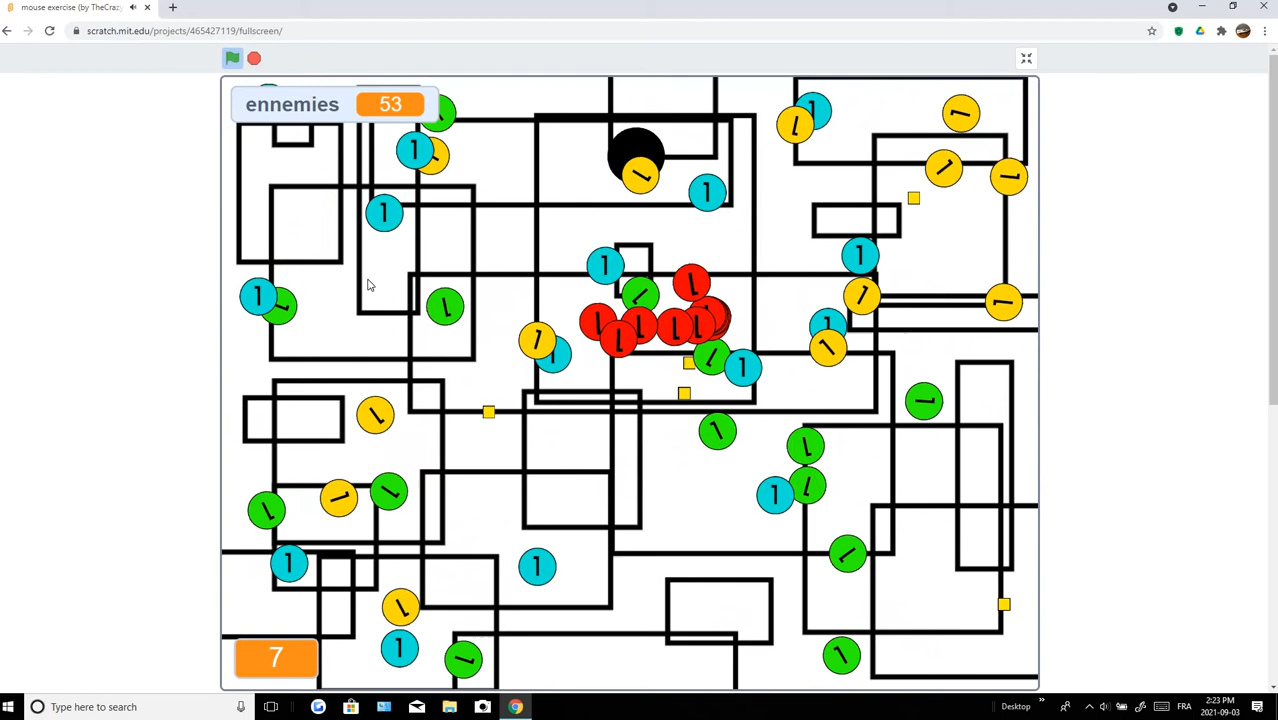 mouse exercise (by TheCraz
scratch.mit.edu/projects/465427119/fullscreen/
ennemies 53
7
Type here to search
Desktop
FRA
2:23 PM
2021-09-03